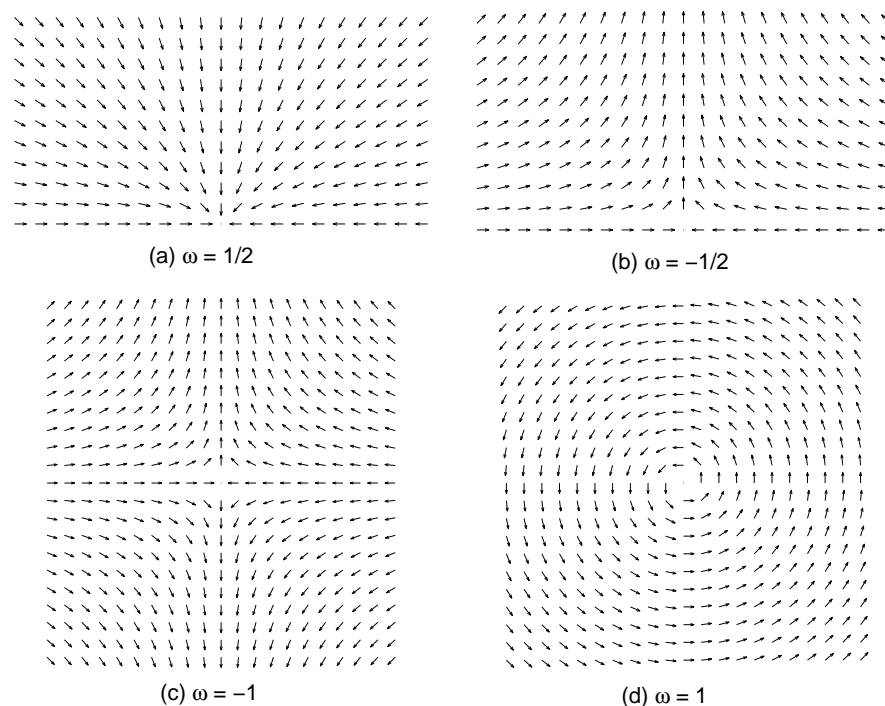 (a) ω = 1/2
(b) ω = −1/2
(c) ω = −1
(d) ω = 1